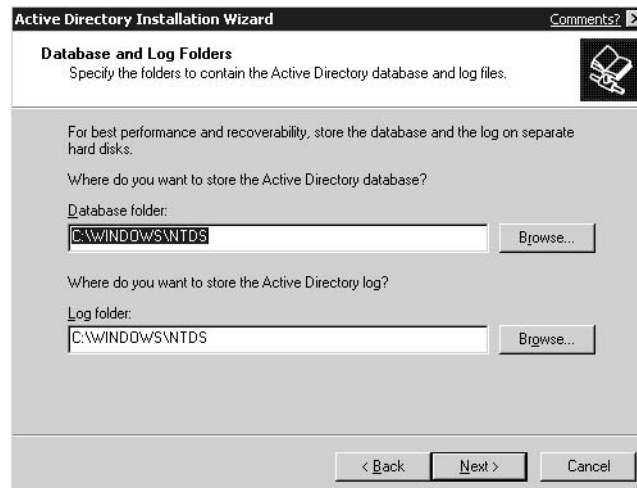 Active Directory Installation Wizard Comments?
Database and Log Folders
Specify the folders to contain the Active Directory database and log files.
For best performance and recoverability, store the database and the log on separate
hard disks.
Where do you want to store the Active Directory database?
Database folder:
C:\WINDOWS\NTDS Browse...
Where do you want to store the Active Directory log?
Log folder:
C:\WINDOWS\NTDS Browse...
< Back Next > Cancel